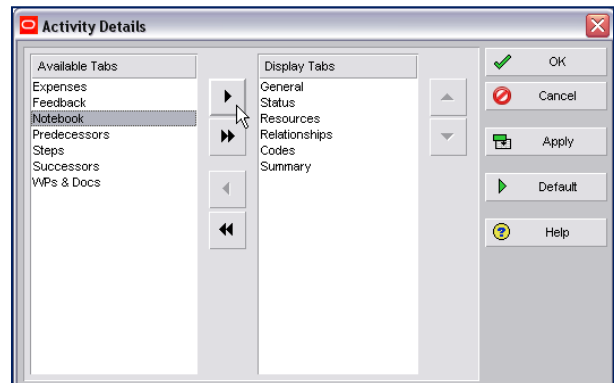 Activity Details
Available Tabs
Expenses
Feedback
Notebook
Predecessors
Steps
Successors
WPs & Docs
Display Tabs
General
Status
Resources
Relationships
Codes
Summary
OK
Cancel
Apply
Default
Help